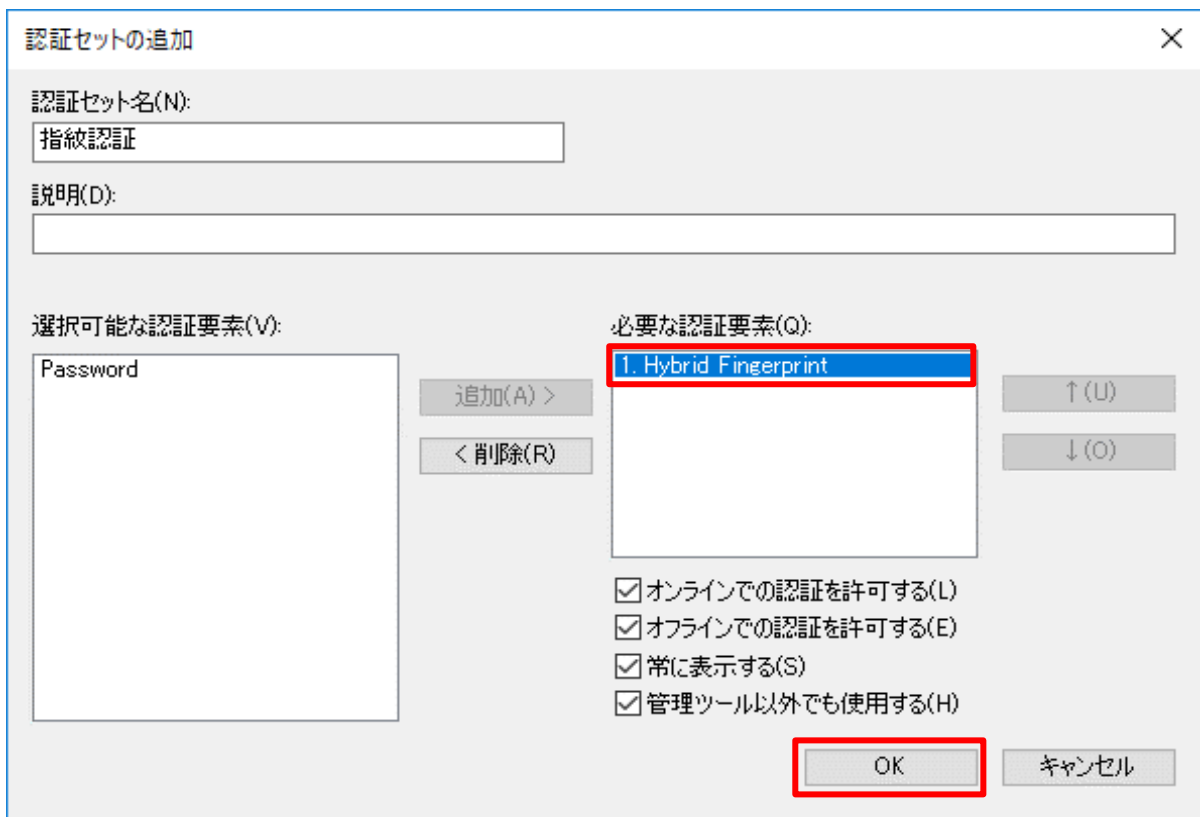 認証セットの追加
認証セット名(N):
指紋認証
説明(D):
選択可能な認証要素(V):
Password
追加(A) >
< 削除(R)
必要な認証要素(Q):
1. Hybrid Fingerprint
↑(U)
↓(O)
オンラインでの認証を許可する(L)
オフラインでの認証を許可する(E)
常に表示する(S)
管理ツール以外でも使用する(H)
OK
キャンセル